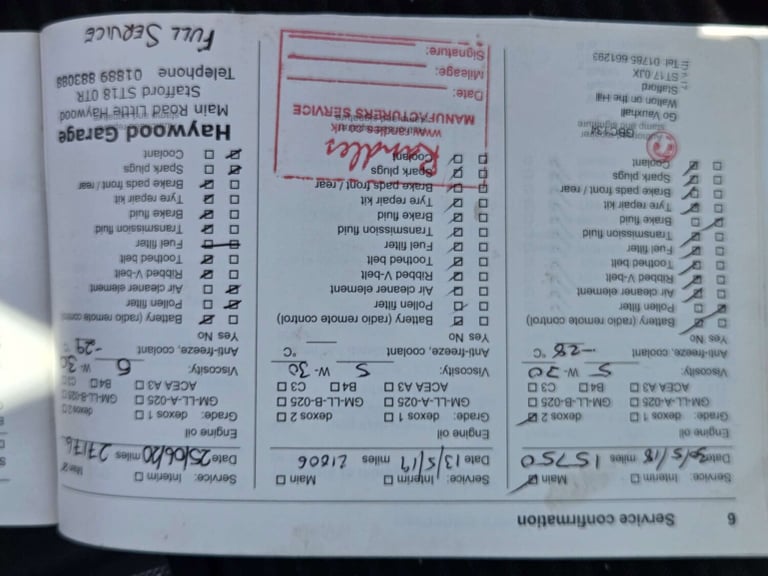 6 Service confirmation
Service: Interim Main
Date 30/5/18 miles 15750
Engine oil
Grade: dexos 1 dexos 2
GM-LL-A-025 GM-LL-B-025
ACEA A3 B4 C3
Viscosity: 5 W- 30
Anti-freeze, coolant -28 °C
Yes No
Battery (radio remote control)
Pollen filter
Air cleaner element
Ribbed V-belt
Toothed belt
Fuel filter
Transmission fluid
Brake fluid
Tyre repair kit
Brake pads front / rear
Spark plugs
Coolant
stamp and signature
Go Vauxhall
Walton on the Hill
Stafford
ST17 0JX
Tel: 01785 661293
Service: Interim Main
Date 13/5/19 miles 21806
Engine oil
Grade: dexos 1 dexos 2
GM-LL-A-025 GM-LL-B-025
ACEA A3 B4 C3
Viscosity: 5 W- 30
Anti-freeze, coolant °C
Yes No
Battery (radio remote control)
Pollen filter
Air cleaner element
Ribbed V-belt
Toothed belt
Fuel filter
Transmission fluid
Brake fluid
Tyre repair kit
Brake pads front / rear
Spark plugs
Coolant
Randles
www.randles.co.uk
MANUFACTURERS SERVICE
Date:
Mileage:
Signature:
Service: Interim Main
Date 25/06/20 miles 27176
Engine oil
Grade: dexos 1 dexos 2
GM-LL-A-025 GM-LL-B-025
ACEA A3 B4 C3
Viscosity: 5 W- 30
Anti-freeze, coolant -29 °C
Yes No
Battery (radio remote control)
Pollen filter
Air cleaner element
Ribbed V-belt
Toothed belt
Fuel filter
Transmission fluid
Brake fluid
Tyre repair kit
Brake pads front / rear
Spark plugs
Coolant
Haywood Garage
Main Road Little Haywood
Stafford ST18 0TR
Telephone 01889 883088
FULL SERVICE